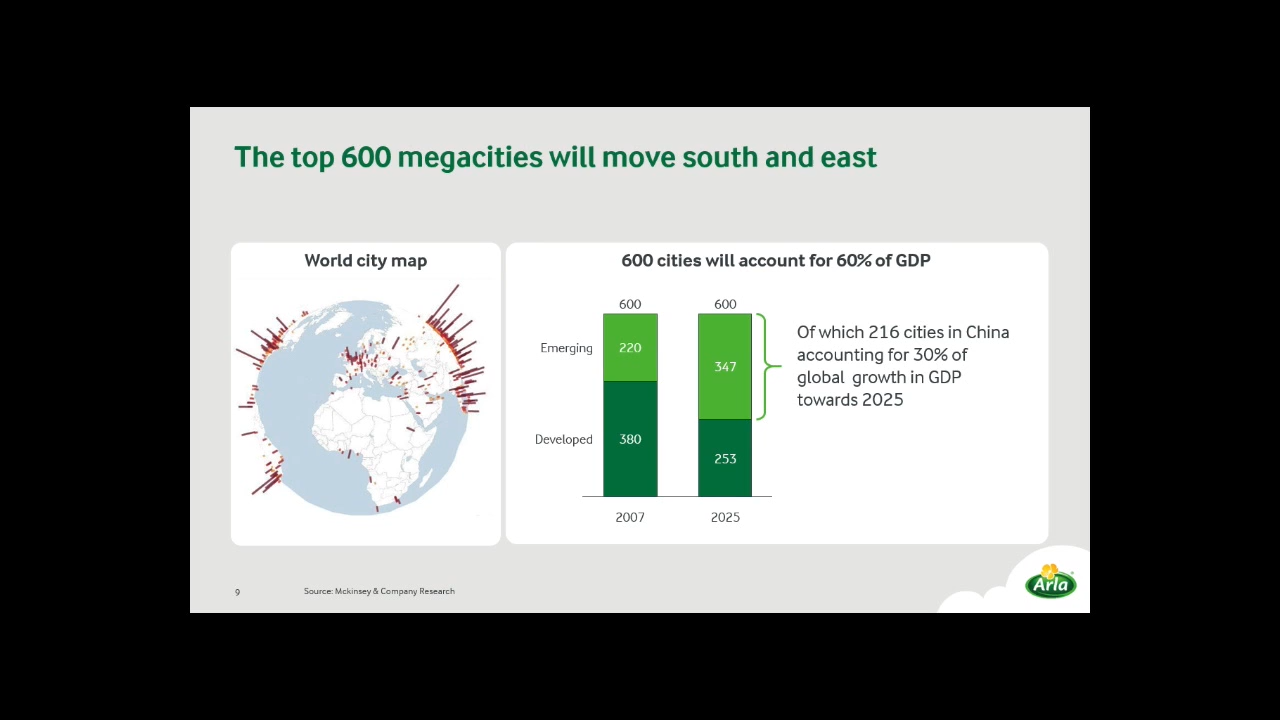 The top 600 megacities will move south and east
World city map
600 cities will account for 60% of GDP
600
600
Emerging
220
347
Developed
380
253
2007
2025
Of which 216 cities in China
accounting for 30% of
global growth in GDP
towards 2025
9
Source: Mckinsey & Company Research
Arla